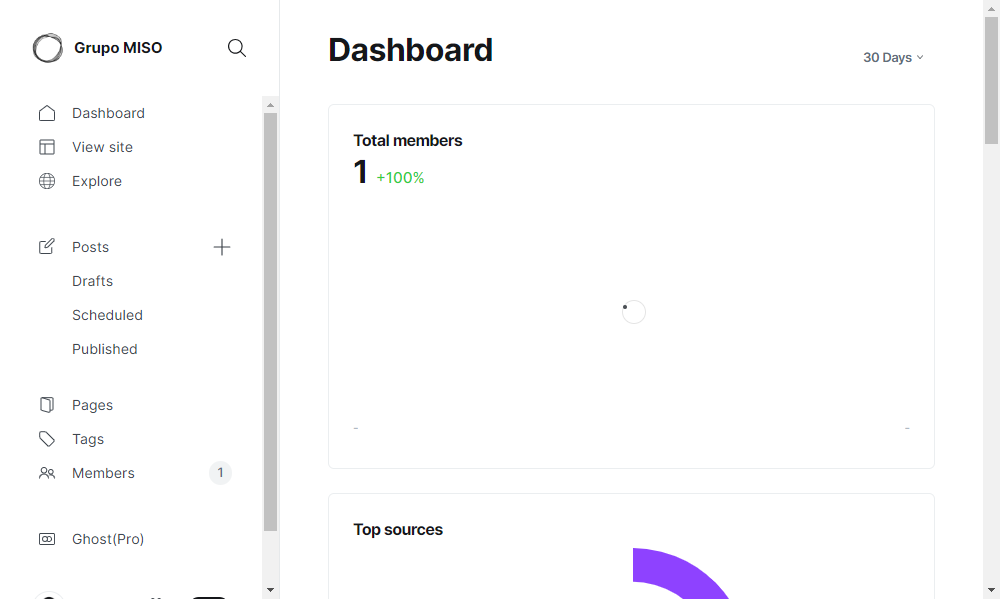 Grupo MISO
Dashboard
View site
Explore
Posts
Drafts
Scheduled
Published
Pages
Tags
Members 1
Ghost(Pro)
Dashboard
30 Days
Total members
1 +100%
- -
Top sources